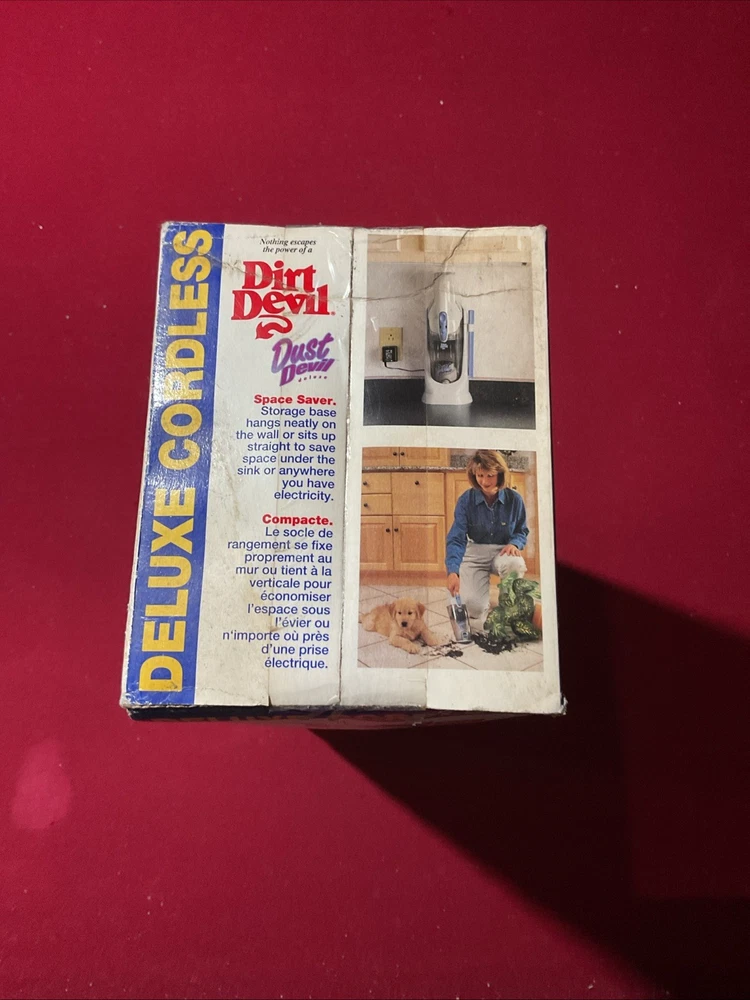 DELUXE CORDLESS
Nothing escapes
the power of a
Dirt
Devil®
Dust
Devil
deluxe
Space Saver.
Storage base
hangs neatly on
the wall or sits up
straight to save
space under the
sink or anywhere
you have
electricity.
Compacte.
Le socle de
rangement se fixe
proprement au
mur ou tient à la
verticale pour
économiser
l'espace sous
l'évier ou
n'importe où près
d'une prise
électrique.